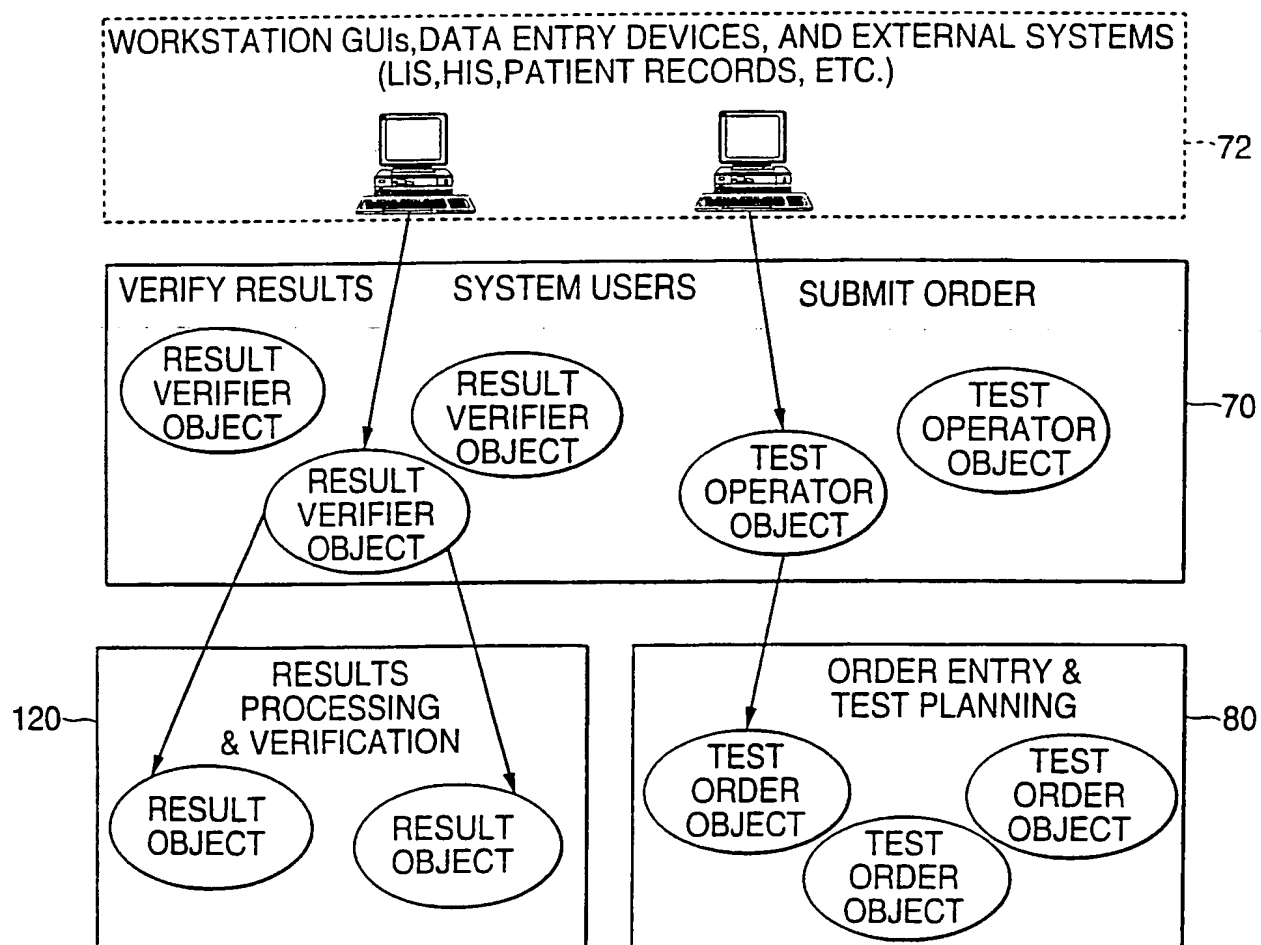 WORKSTATION GUIs,DATA ENTRY DEVICES, AND EXTERNAL SYSTEMS
(LIS,HIS,PATIENT RECORDS, ETC.)
72
VERIFY RESULTS
SYSTEM USERS
SUBMIT ORDER
RESULT
VERIFIER
OBJECT
RESULT
VERIFIER
OBJECT
TEST
OPERATOR
OBJECT
70
RESULT
VERIFIER
OBJECT
TEST
OPERATOR
OBJECT
120
RESULTS
PROCESSING
& VERIFICATION
RESULT
OBJECT
RESULT
OBJECT
ORDER ENTRY &
TEST PLANNING
80
TEST
ORDER
OBJECT
TEST
ORDER
OBJECT
TEST
ORDER
OBJECT